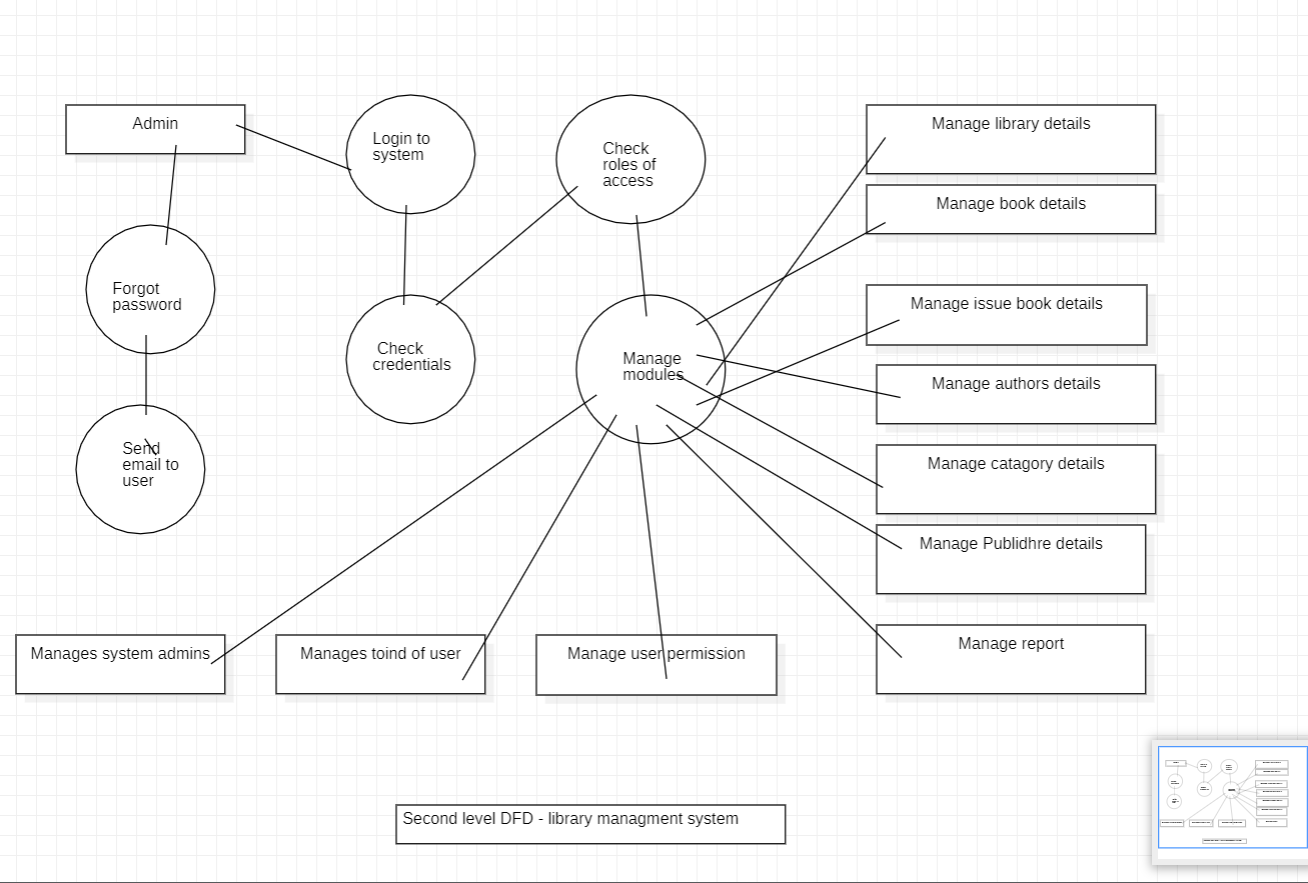 Admin
Login to
system
Check
roles of
access
Manage library details
Manage book details
Forgot
password
Manage issue book details
Check
credentials
Manage
modules
Manage authors details
Send
email to
user
Manage catagory details
Manage Publidhre details
Manages system admins
Manages toind of user
Manage user permission
Manage report
Second level DFD - library managment system